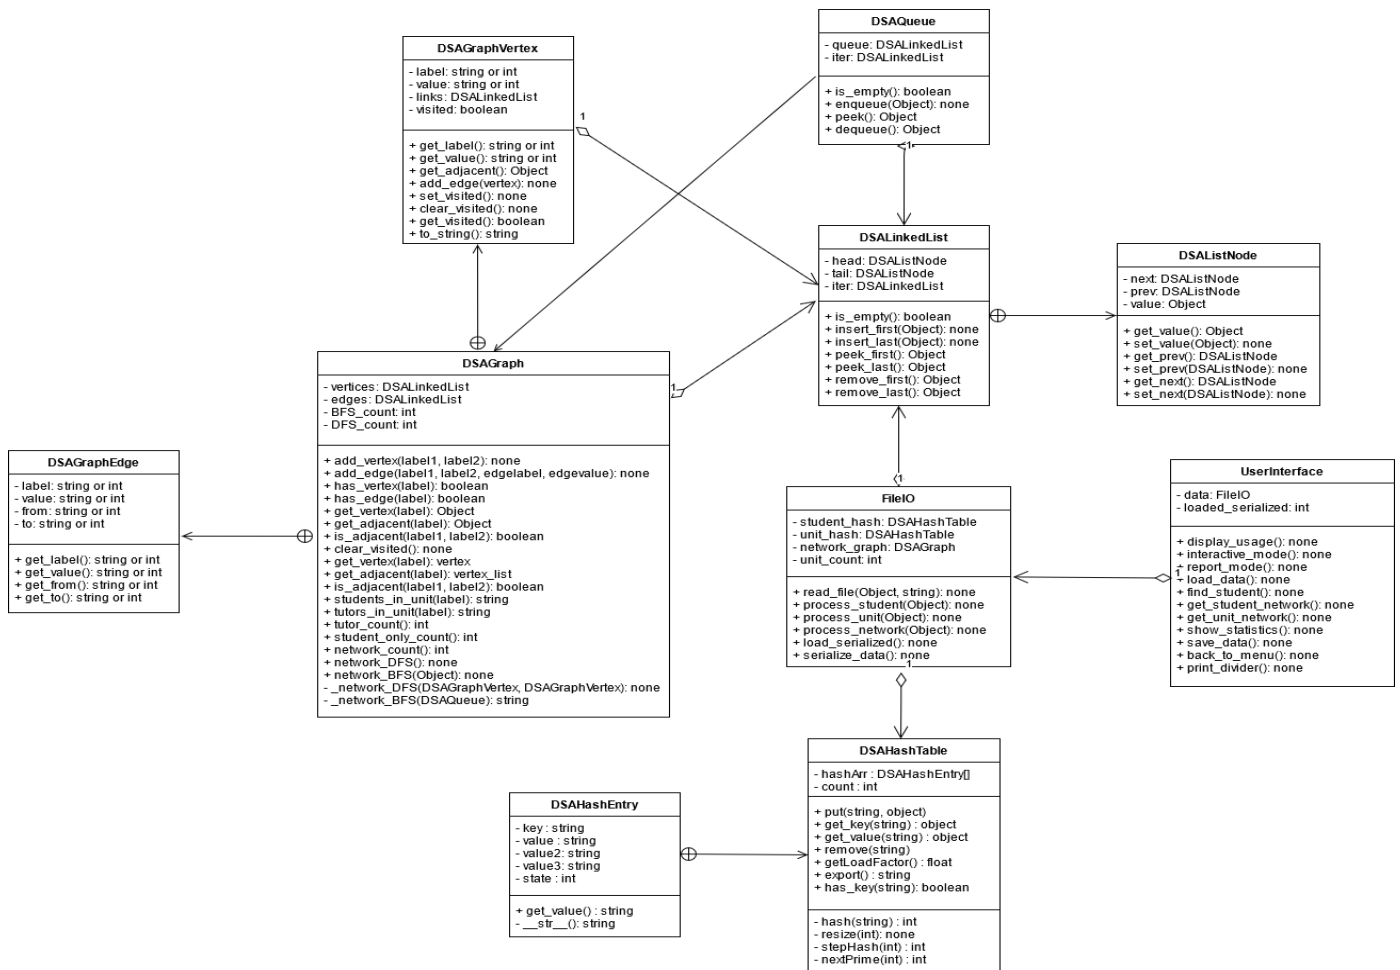 DSAQueue
- queue: DSALinkedList
- iter: DSALinkedList
+ is_empty(): boolean
+ enqueue(Object): none
+ peek(): Object
+ dequeue(): Object
1
DSAGraphVertex
- label: string or int
- value: string or int
- links: DSALinkedList
- visited: boolean
+ get_label(): string or int
+ get_value(): string or int
+ get_adjacent(): Object
+ add_edge(vertex): none
+ set_visited(): none
+ clear_visited(): none
+ get_visited(): boolean
+ to_string(): string
1
DSALinkedList
- head: DSAListNode
- tail: DSAListNode
- iter: DSALinkedList
+ is_empty(): boolean
+ insert_first(Object): none
+ insert_last(Object): none
+ peek_first(): Object
+ peek_last(): Object
+ remove_first(): Object
+ remove_last(): Object
DSAListNode
- next: DSAListNode
- prev: DSAListNode
- value: Object
+ get_value(): Object
+ set_value(Object): none
+ get_prev(): DSAListNode
+ set_prev(DSAListNode): none
+ get_next(): DSAListNode
+ set_next(DSAListNode): none
DSAGraph
- vertices: DSALinkedList
- edges: DSALinkedList
- BFS_count: int
- DFS_count: int
+ add_vertex(label1, label2): none
+ add_edge(label1, label2, edgelabel, edgevalue): none
+ has_vertex(label): boolean
+ has_edge(label): boolean
+ get_vertex(label): Object
+ get_adjacent(label): Object
+ is_adjacent(label1, label2): boolean
+ clear_visited(): none
+ get_vertex(label): vertex
+ get_adjacent(label): vertex_list
+ is_adjacent(label1, label2): boolean
+ students_in_unit(label): string
+ tutors_in_unit(label): string
+ tutor_count(): int
+ student_only_count(): int
+ network_count(): int
+ network_DFS(): none
+ network_BFS(Object): none
- _network_DFS(DSAGraphVertex, DSAGraphVertex): none
- _network_BFS(DSAQueue): string
1
DSAGraphEdge
- label: string or int
- value: string or int
- from: string or int
- to: string or int
+ get_label(): string or int
+ get_value(): string or int
+ get_from(): string or int
+ get_to(): string or int
1
FileIO
- student_hash: DSAHashTable
- unit_hash: DSAHashTable
- network_graph: DSAGraph
- unit_count: int
+ read_file(Object, string): none
+ process_student(Object): none
+ process_unit(Object): none
+ process_network(Object): none
+ load_serialized(): none
+ serialize_data(): none
1
UserInterface
- data: FileIO
- loaded_serialized: int
+ display_usage(): none
+ interactive_mode(): none
+ report_mode(): none
+ load_data(): none
+ find_student(): none
+ get_student_network(): none
+ get_unit_network(): none
+ show_statistics(): none
+ save_data(): none
+ back_to_menu(): none
+ print_divider(): none
1
DSAHashTable
- hashArr : DSAHashEntry[]
- count : int
+ put(string, object)
+ get_key(string) : object
+ get_value(string) : object
+ remove(string)
+ getLoadFactor() : float
+ export() : string
+ has_key(string): boolean
- hash(string) : int
- resize(int): none
- stepHash(int) : int
- nextPrime(int) : int
DSAHashEntry
- key : string
- value : string
- value2: string
- value3: string
- state : int
+ get_value() : string
- __str__(): string